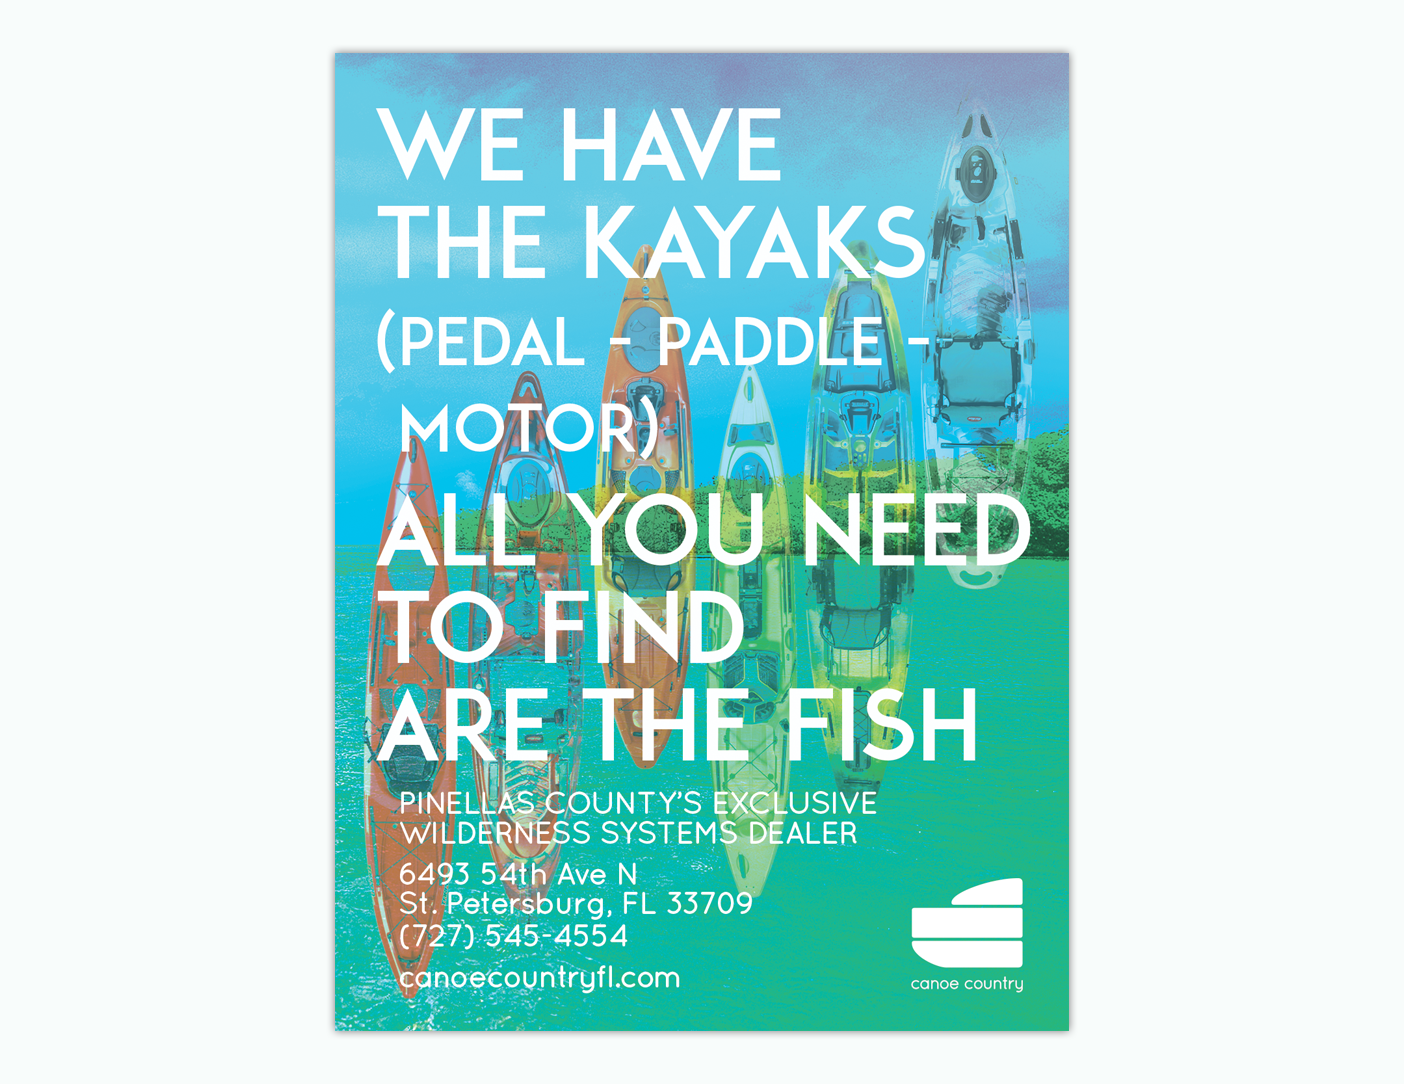 WE HAVE
THE KAYAKS
(PEDAL - PADDLE -
MOTOR)
ALL YOU NEED
TO FIND
ARE THE FISH
PINELLAS COUNTY'S EXCLUSIVE
WILDERNESS SYSTEMS DEALER
6493 54th Ave N
St. Petersburg, FL 33709
(727) 545-4554
canoecountryfl.com
canoe country